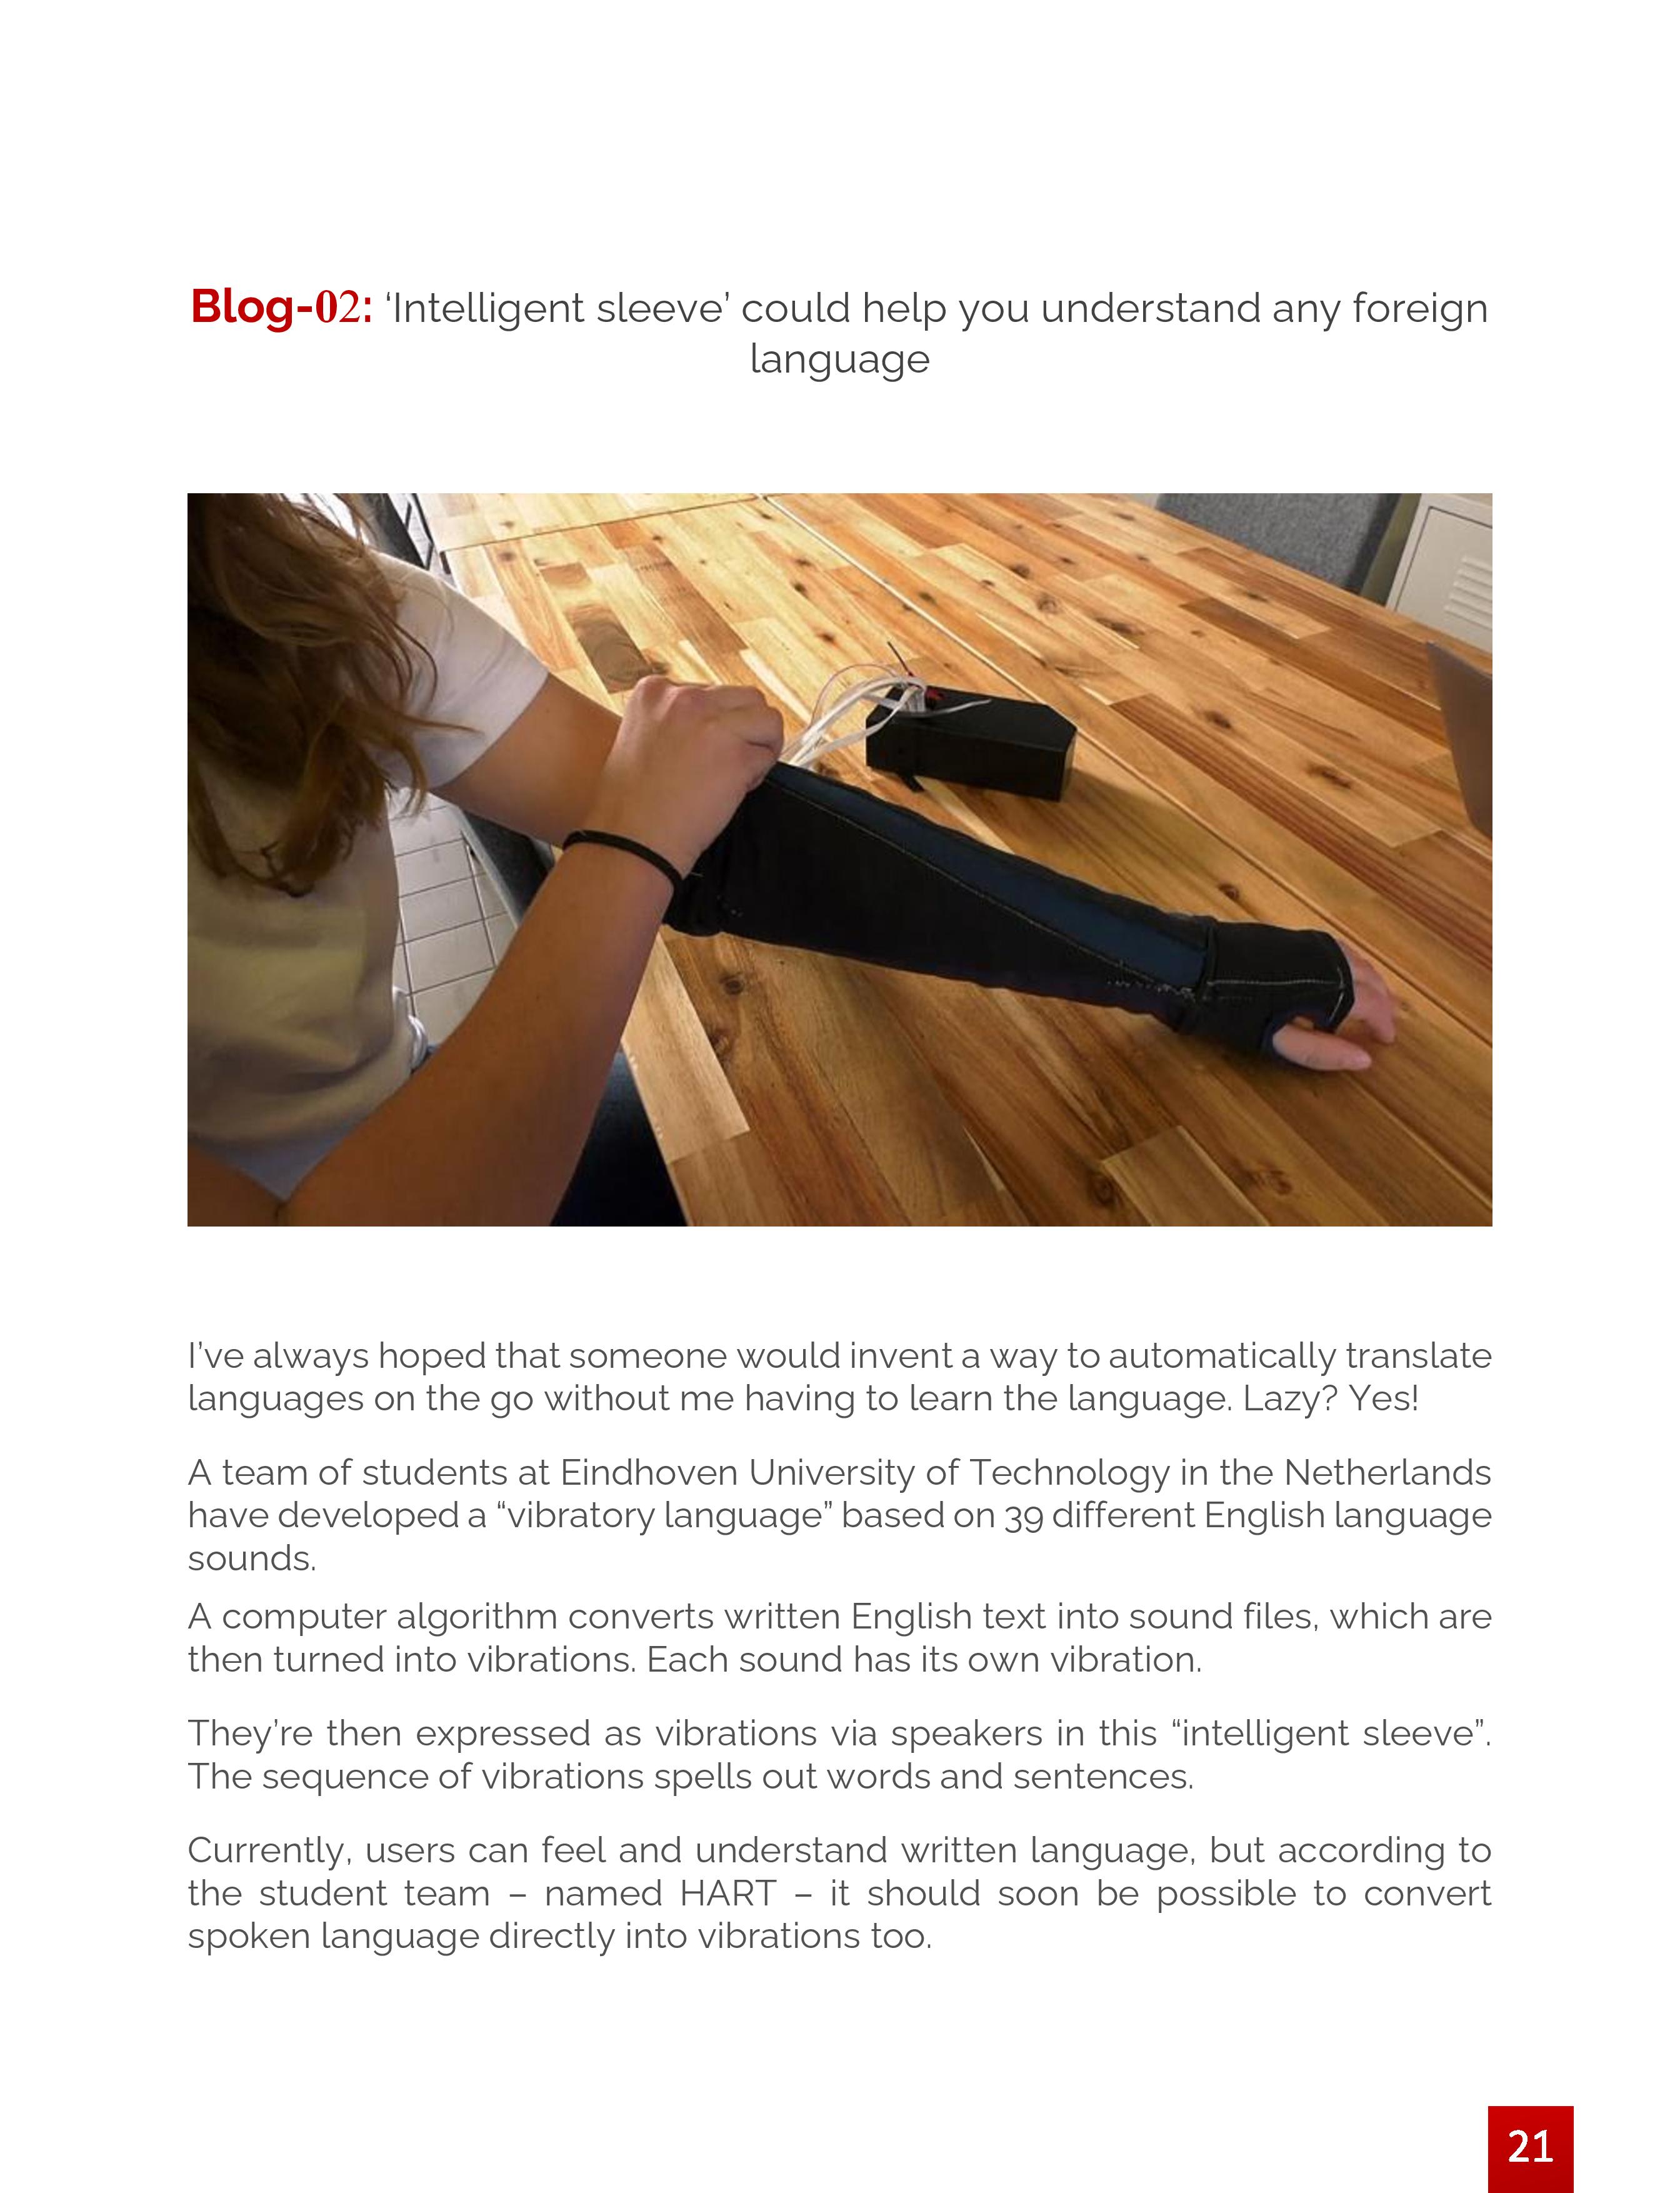 Blog-02: ‘Intelligent sleeve’ could help you understand any foreign
language
I’ve always hoped that someone would invent a way to automatically translate
languages on the go without me having to learn the language. Lazy? Yes!
A team of students at Eindhoven University of Technology in the Netherlands
have developed a “vibratory language” based on 39 different English language
sounds.
A computer algorithm converts written English text into sound files, which are
then turned into vibrations. Each sound has its own vibration.
They’re then expressed as vibrations via speakers in this “intelligent sleeve”.
The sequence of vibrations spells out words and sentences.
Currently, users can feel and understand written language, but according to
the student team – named HART – it should soon be possible to convert
spoken language directly into vibrations too.
21